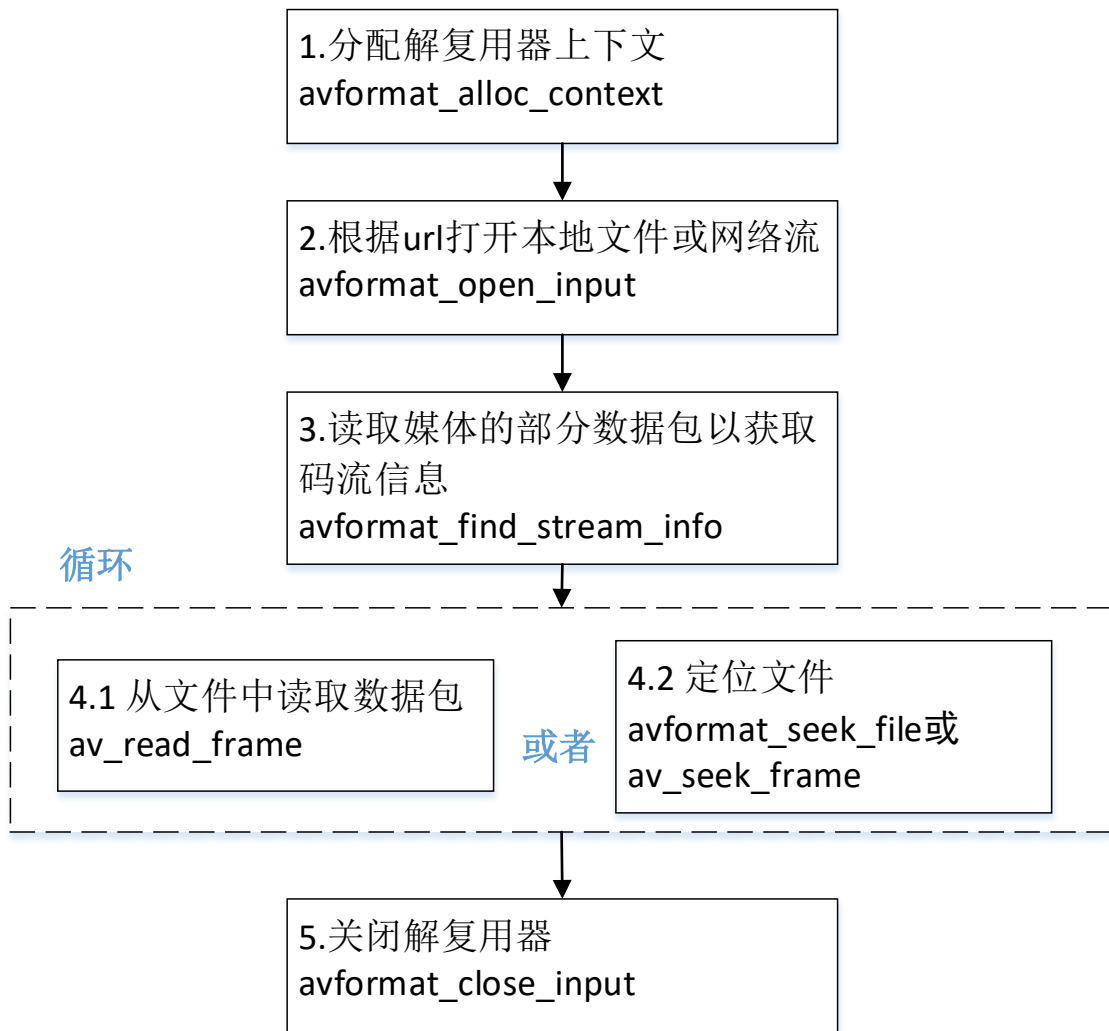 1.分配解复用器上下文
avformat_alloc_context
2.根据url打开本地文件或网络流
avformat_open_input
3.读取媒体的部分数据包以获取
码流信息
avformat_find_stream_info
循环
4.1 从文件中读取数据包
av_read_frame
或者
4.2 定位文件
avformat_seek_file或
av_seek_frame
5.关闭解复用器
avformat_close_input